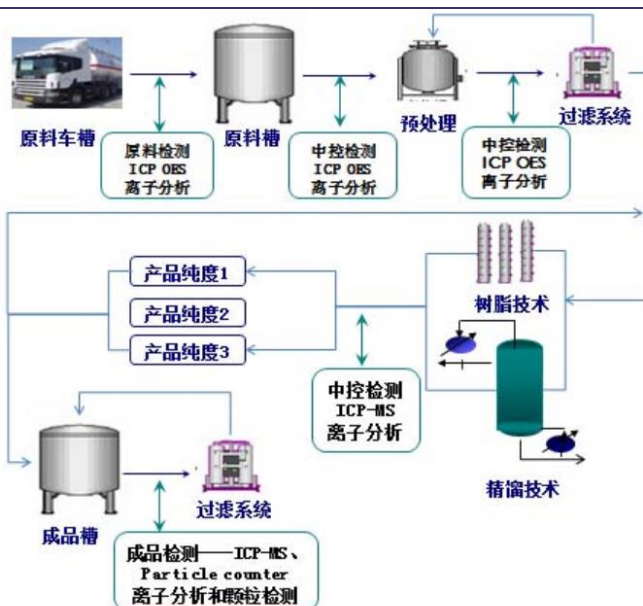 原料车槽
原料检测
ICP OES
离子分析
原料槽
中控检测
ICP OES
离子分析
预处理
中控检测
ICP OES
离子分析
过滤系统
产品纯度1
产品纯度2
产品纯度3
树脂技术
中控检测
ICP-MS
离子分析
精馏技术
成品槽
过滤系统
成品检测——ICP-MS、
Particle counter
离子分析和颗粒检测